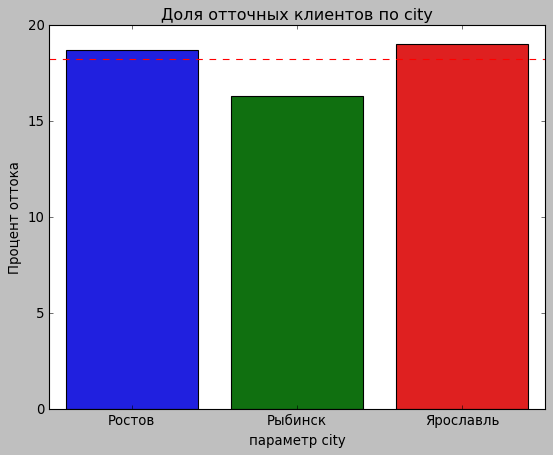 Доля отточных клиентов по city
Процент оттока
20
15
10
5
0
Ростов
Рыбинск
Ярославль
параметр city